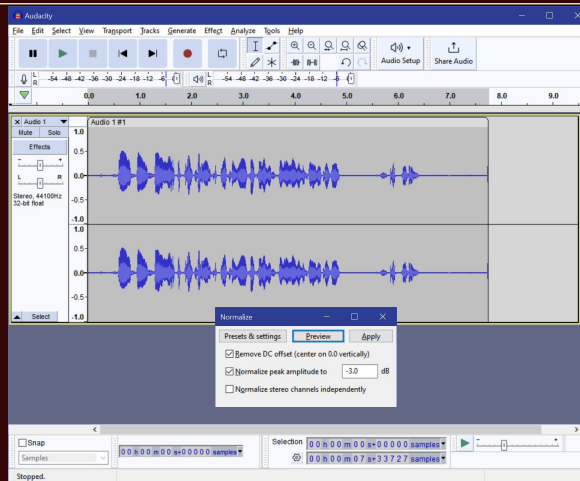 Audacity
File Edit Select View Transport Tracks Generate Effect Analyze Tools Help
Audio Setup
Share Audio
L R -54 -48 -42 -36 -30 -24 -18 -12 -6 0
L R -54 -48 -42 -36 -30 -24 -18 -12 -6 0
0.0 1.0 2.0 3.0 4.0 5.0 6.0 7.0 8.0 9.0
Audio 1
Audio 1 #1
Mute Solo
Effects
- +
L R
Stereo, 44100Hz
32-bit float
Select
1.0
0.5-
0.0-
-0.5-
-1.0
1.0
0.5-
0.0-
-0.5-
-1.0
Normalize
Presets & settings Preview Apply
Remove DC offset (center on 0.0 vertically)
Normalize peak amplitude to -3.0 dB
Normalize stereo channels independently
Snap
Samples
00 h 00 m 00 s+00000 samples
Selection
00 h 00 m 00 s+00000 samples
00 h 00 m 07 s+33727 samples
- +
Stopped.